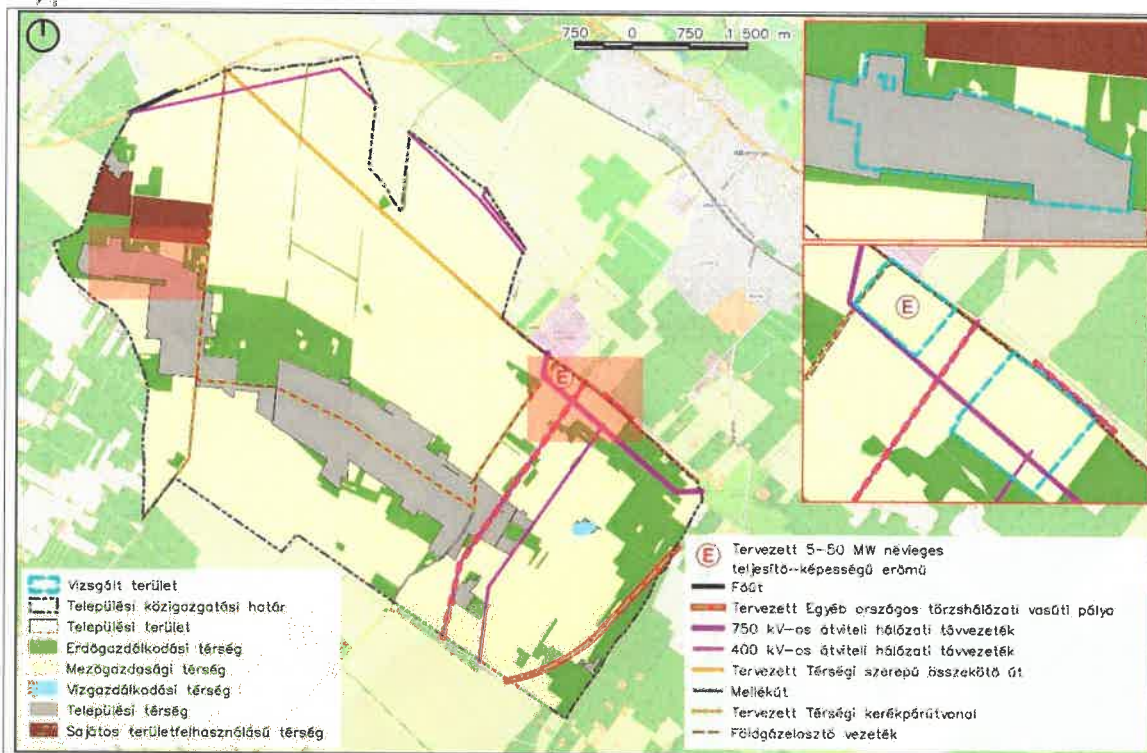 750 0 750 1 500 m
E
E
Vizsgált terület
Települési közigazgatási határ
Települési terület
Erdőgazdálkodási térség
Mezőgazdasági térség
Vízgazdálkodási térség
Települési térség
Sajátos területfelhasználású térség
E
Tervezett 5-50 MW névleges
teljesítő-képességű erőmű
Főút
Tervezett Egyéb országos törzshálózati vasúti pálya
750 kV-os átviteli hálózati távvezeték
400 kV-os átviteli hálózati távvezeték
Tervezett Térségi szerepű összekötő út
Mellékút
Tervezett Térségi kerékpárútvonal
Földgázelosztó vezeték